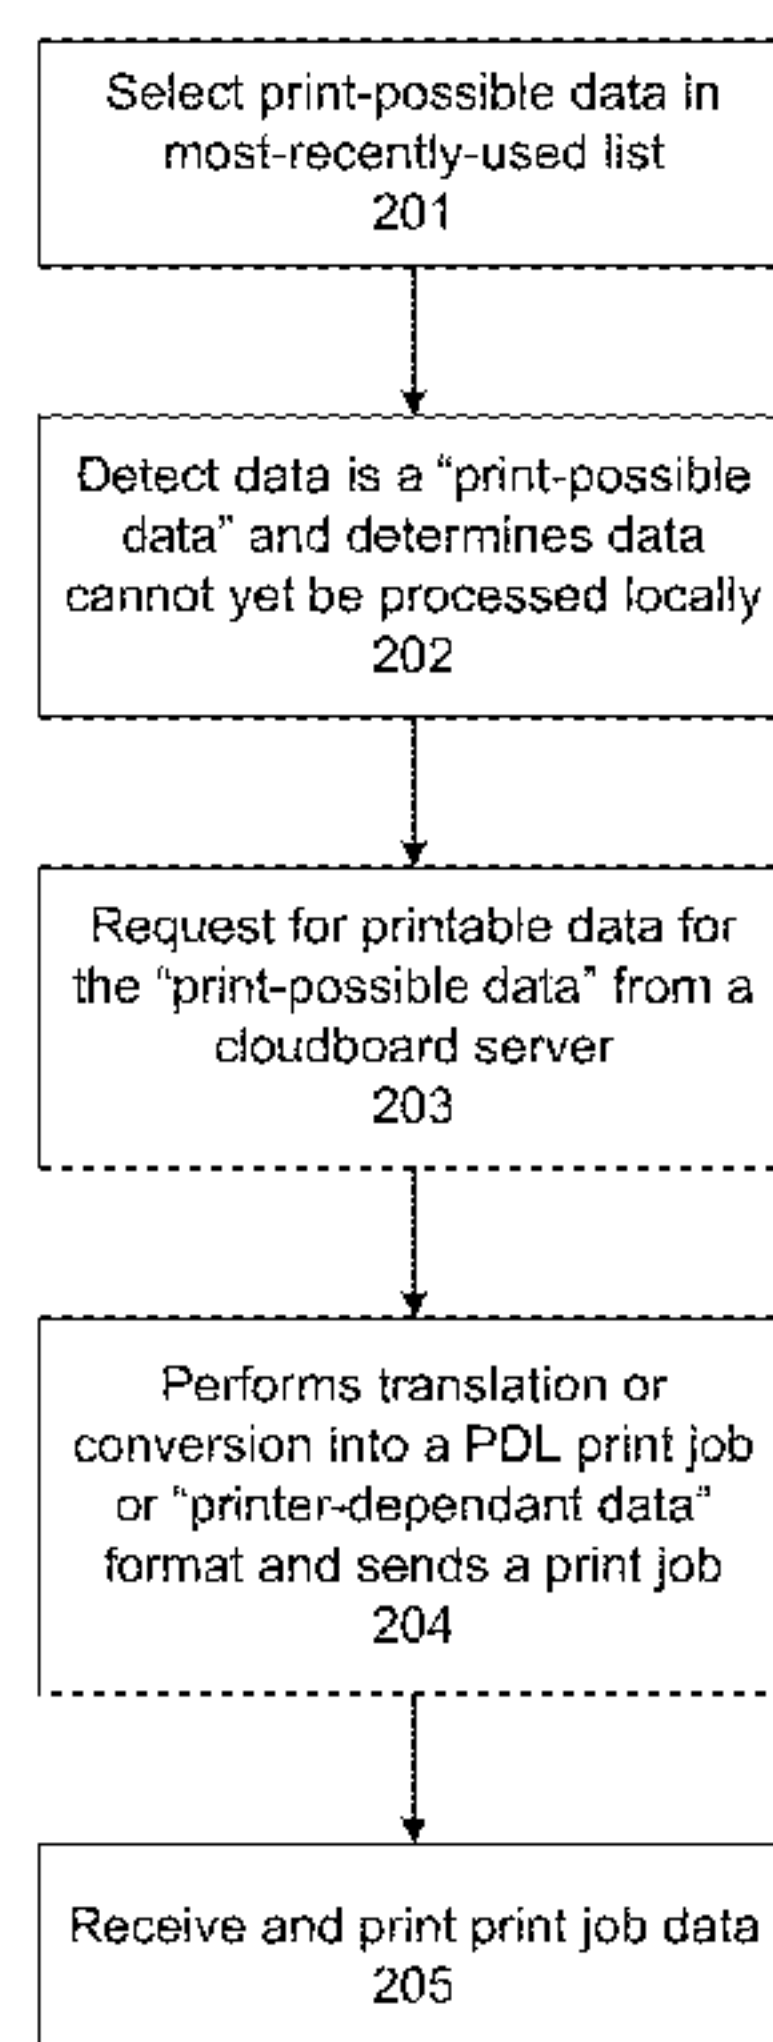 Select print-possible data in
most-recently-used list
201
Detect data is a “print-possible
data” and determines data
cannot yet be processed locally
202
Request for printable data for
the “print-possible data” from a
cloudboard server
203
Performs translation or
conversion into a PDL print job
or “printer-dependant data”
format and sends a print job
204
Receive and print print job data
205